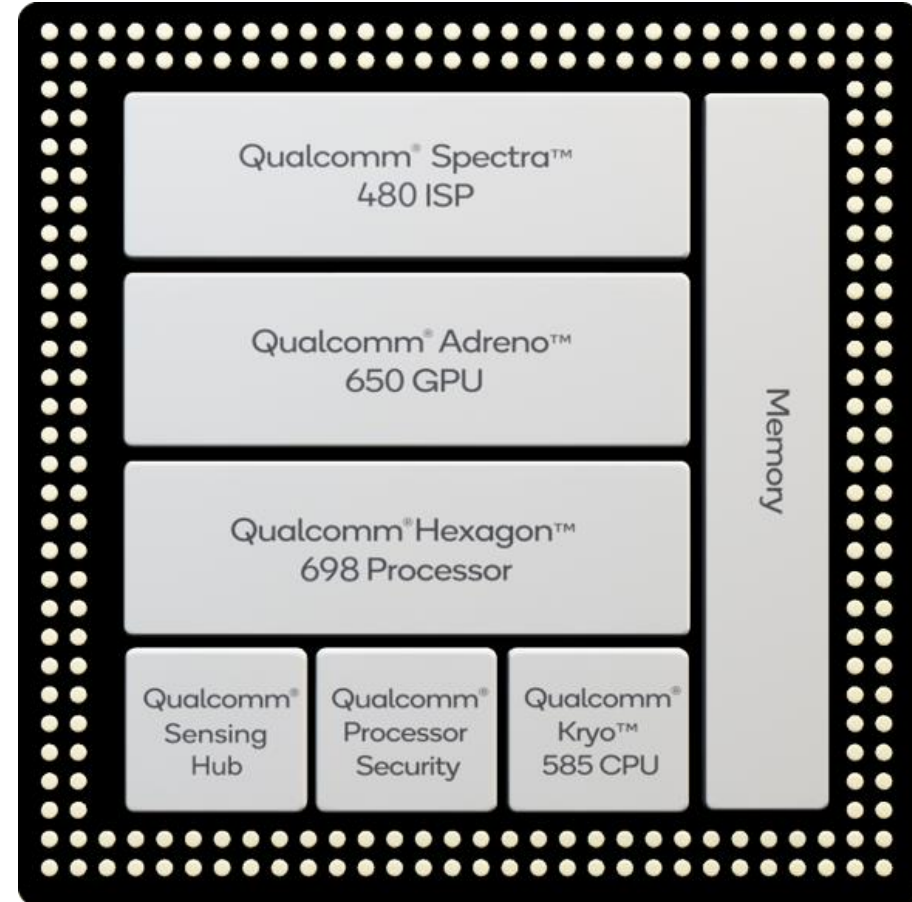 Qualcomm® Spectra™
480 ISP
Qualcomm® Adreno™
650 GPU
Qualcomm® Hexagon™
698 Processor
Memory
Qualcomm®
Sensing
Hub
Qualcomm®
Processor
Security
Qualcomm®
Kryo™
585 CPU